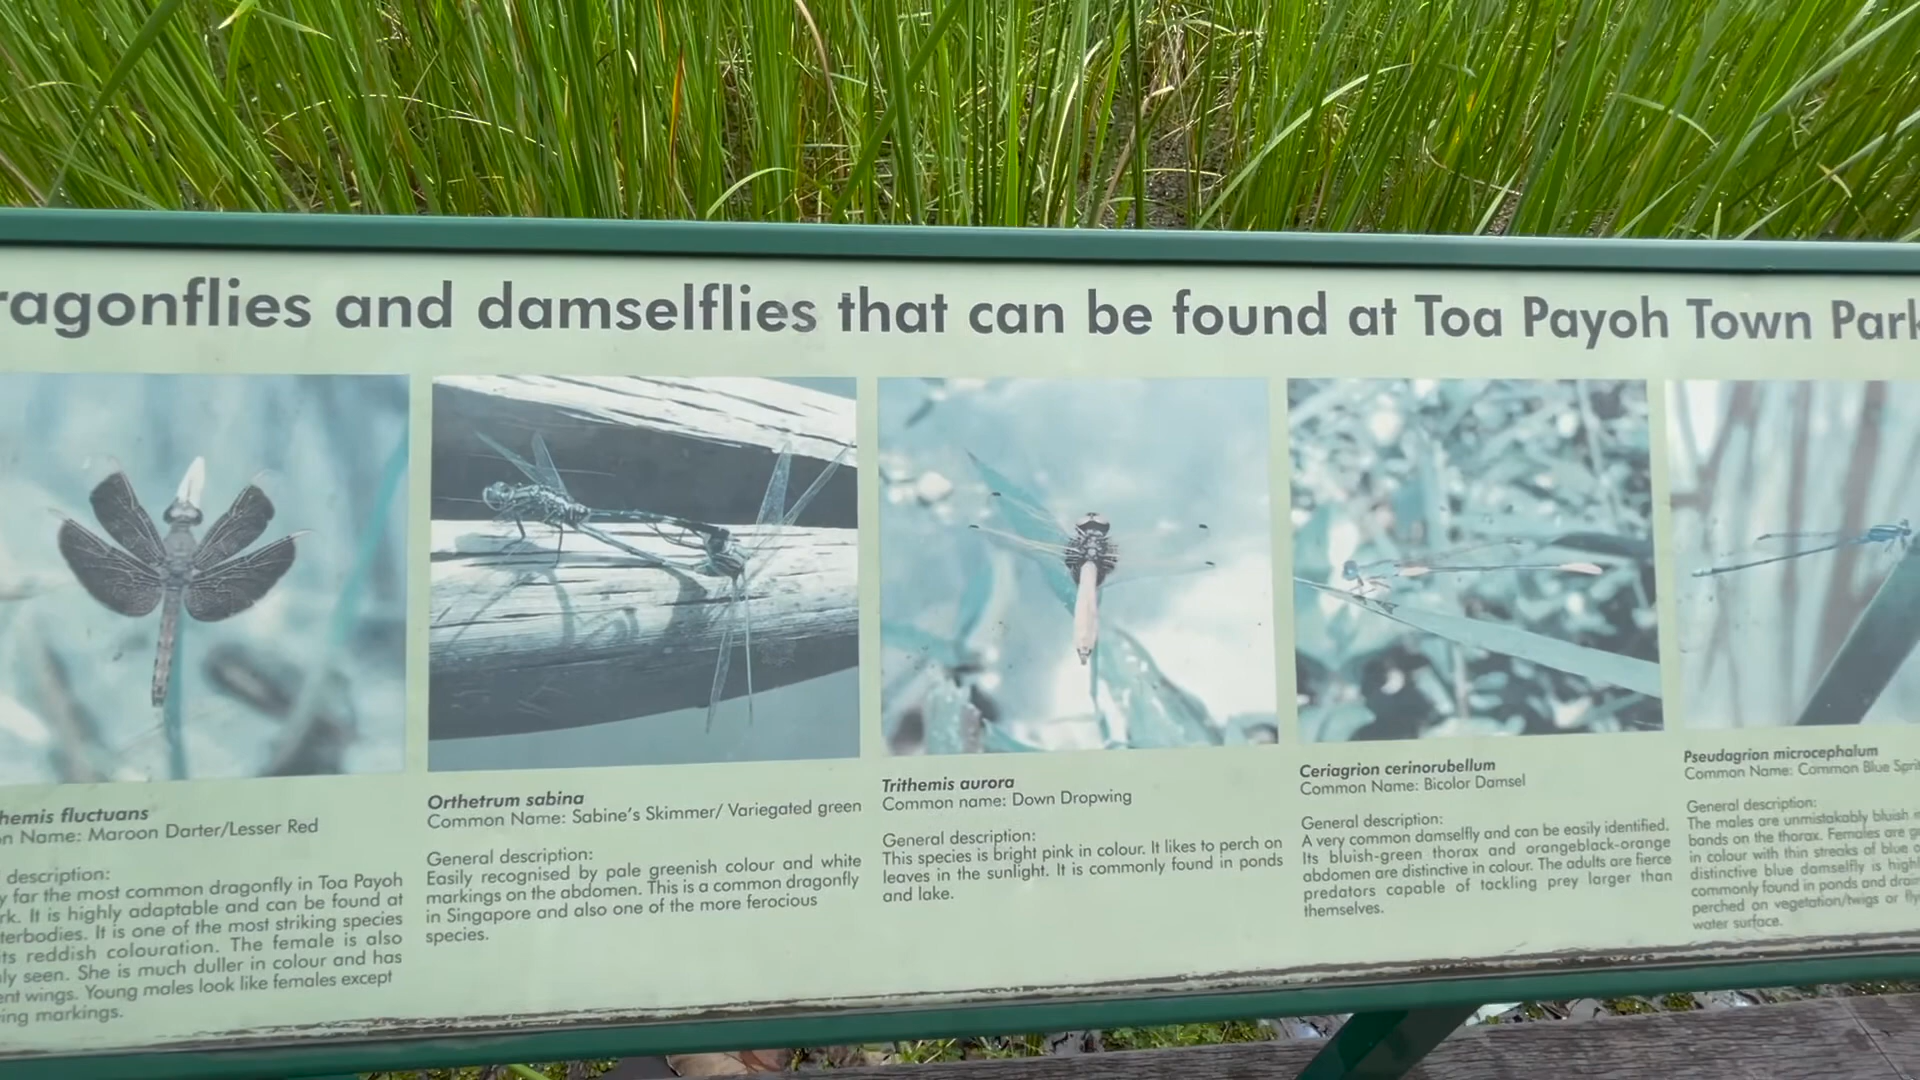 ragonflies and damselflies that can be found at Toa Payoh Town Park
hemis fluctuans
n Name: Maroon Darter/Lesser Red
description:
y far the most common dragonfly in Toa Payoh
rk. It is highly adaptable and can be found at
terbodies. It is one of the most striking species
ts reddish colouration. The female is also
ly seen. She is much duller in colour and has
ent wings. Young males look like females except
ing markings.
Orthetrum sabina
Common Name: Sabine's Skimmer/ Variegated green
General description:
Easily recognised by pale greenish colour and white
markings on the abdomen. This is a common dragonfly
in Singapore and also one of the more ferocious
species.
Trithemis aurora
Common name: Down Dropwing
General description:
This species is bright pink in colour. It likes to perch on
leaves in the sunlight. It is commonly found in ponds
and lake.
Ceriagrion cerinorubellum
Common Name: Bicolor Damsel
General description:
A very common damselfly and can be easily identified.
Its bluish-green thorax and orangeblack-orange
abdomen are distinctive in colour. The adults are fierce
predators capable of tackling prey larger than
themselves.
Pseudagrion microcephalum
Common Name: Common Blue Sprit
General description:
The males are unmistakably bluish
bands on the thorax. Females are
in colour with thin streaks of blue
distinctive blue damselfly is high
commonly found in ponds and drain
perched on vegetation/twigs or fly
water surface.